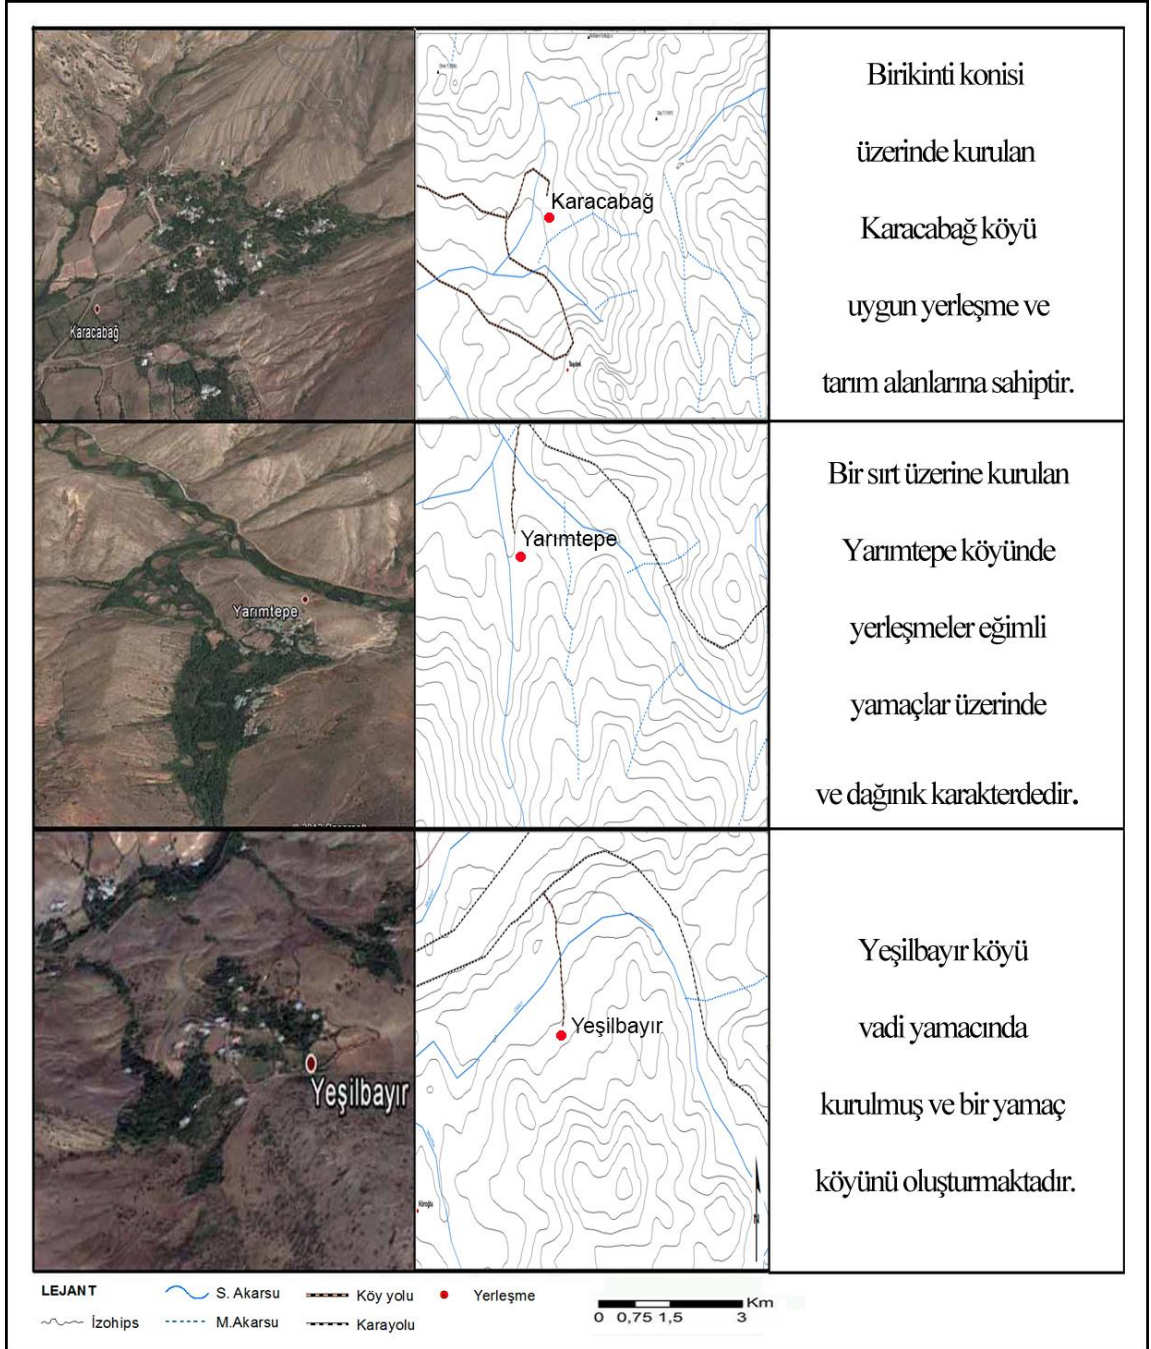 Karacabağ
Karacabağ
Taşdibek
Birikinti konisi
üzerinde kurulan
Karacabağ köyü
uygun yerleşme ve
tarım alanlarına sahiptir.
Yarımtepe
Yarımtepe
Bir sırt üzerine kurulan
Yarımtepe köyünde
yerleşmeler eğimli
yamaçlar üzerinde
ve dağınık karakterdedir.
Yeşilbayır
Yeşilbayır
Köroğlu
N
Yeşilbayır köyü
vadi yamacında
kurulmuş ve bir yamaç
köyünü oluşturmaktadır.
LEJANT
S. Akarsu
Köy yolu
Yerleşme
İzohips
M.Akarsu
Karayolu
Km
0 0,75 1,5 3